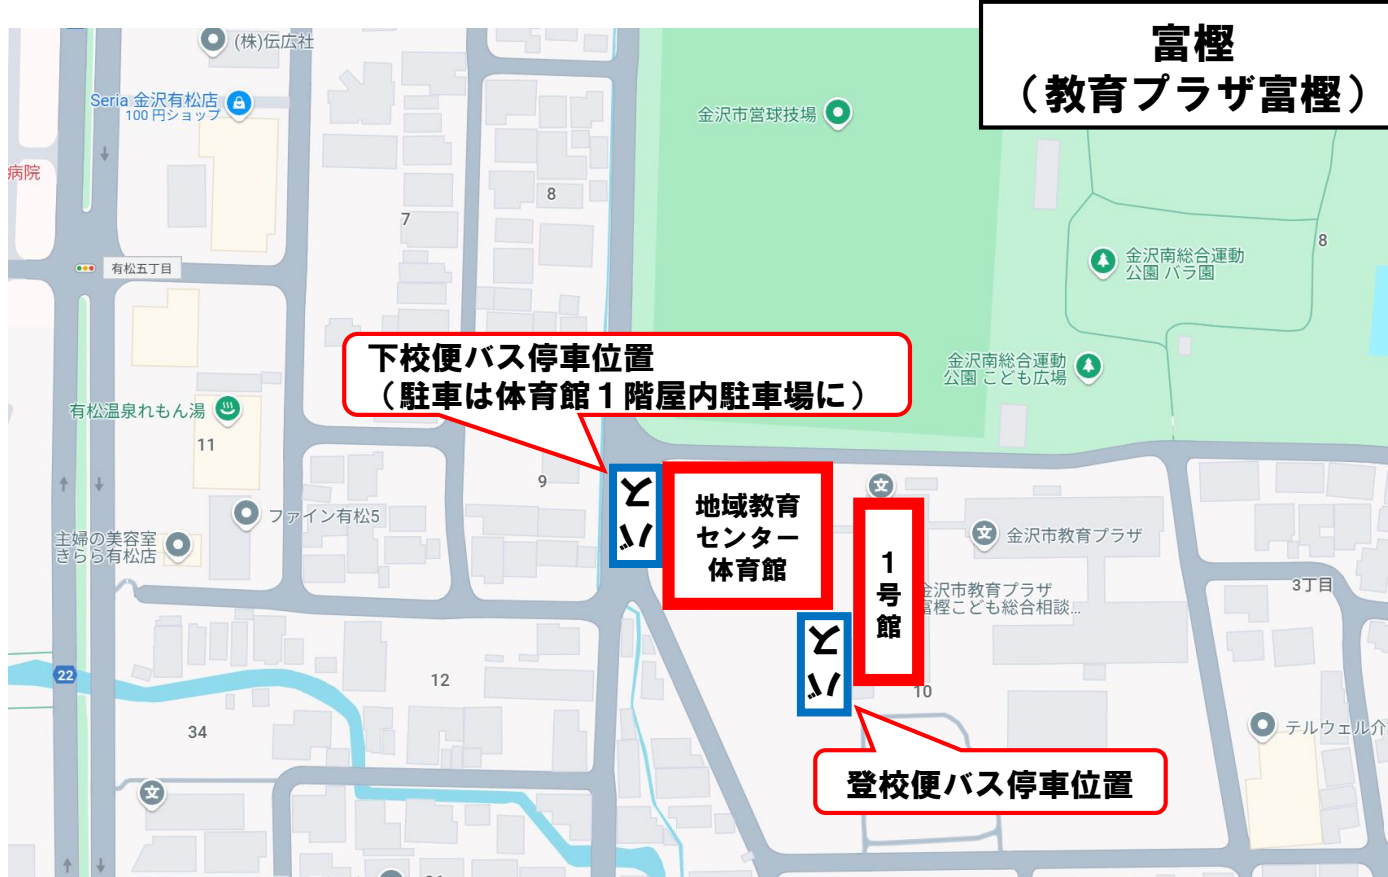 富樫
（教育プラザ富樫）
(株)伝広社
Seria 金沢有松店
100 円ショップ
金沢市営球技場
病院
8
7
8
有松五丁目
金沢南総合運動
公園 バラ園
下校便バス停車位置
（駐車は体育館１階屋内駐車場に）
金沢南総合運動
公園 こども広場
有松温泉れもん湯
11
9
バス
地域教育
センター
体育館
ファイン有松5
主婦の美容室
きらら有松店
金沢市教育プラザ
１号館
金沢市教育プラザ
富樫こども総合相談...
3丁目
バス
22
12
10
34
テルウェル介
登校便バス停車位置